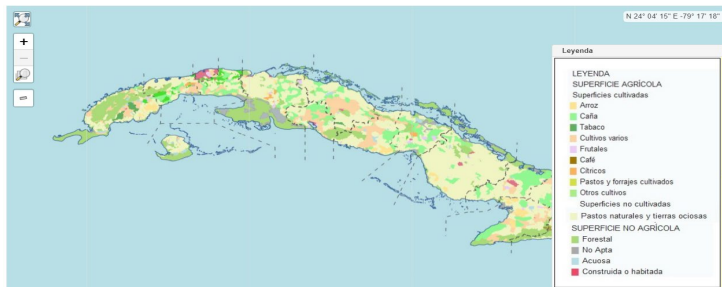 N 24° 04' 15" E -79° 17' 18"
+
Leyenda
LEYENDA
SUPERFICIE AGRÍCOLA
Superficies cultivadas
Arroz
Caña
Tabaco
Cultivos varios
Frutales
Café
Cítricos
Pastos y forrajes cultivados
Otros cultivos
Superficies no cultivadas
Pastos naturales y tierras ociosas
SUPERFICIE NO AGRÍCOLA
Forestal
No Apta
Acuosa
Construida o habitada